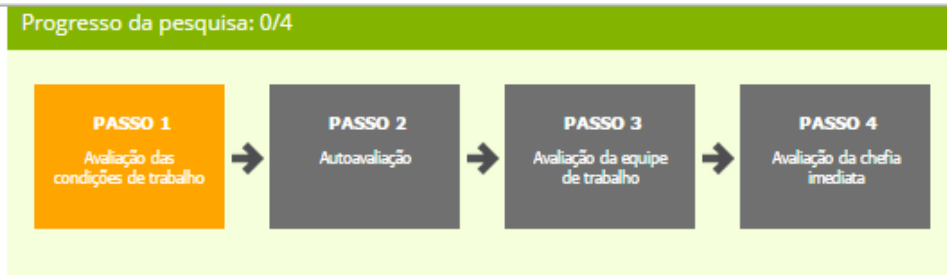 Progresso da pesquisa: 0/4
PASSO 1
Avaliação das
condições de trabalho
PASSO 2
Autoavaliação
PASSO 3
Avaliação da equipe
de trabalho
PASSO 4
Avaliação da chefia
imediata